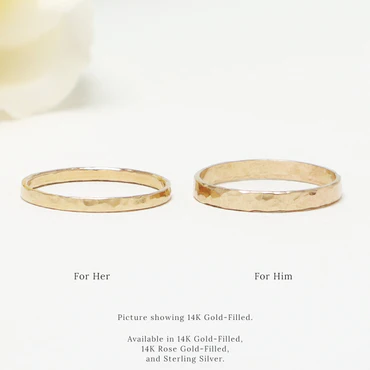 For Her
For Him
Picture showing 14K Gold-Filled.
Available in 14K Gold-Filled,
14K Rose Gold-Filled,
and Sterling Silver.